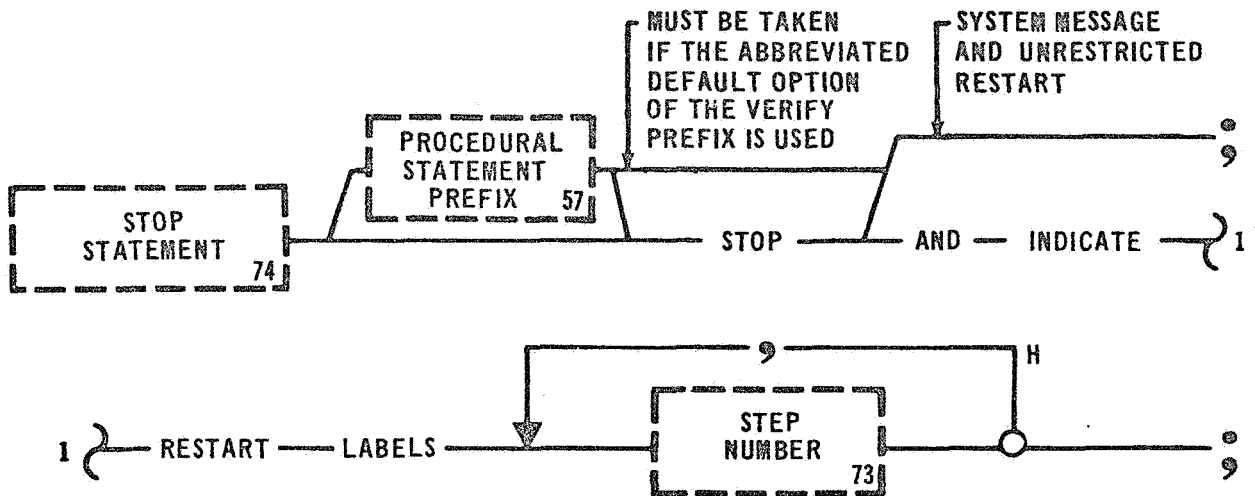 MUST BE TAKEN
IF THE ABBREVIATED
DEFAULT OPTION
OF THE VERIFY
PREFIX IS USED
SYSTEM MESSAGE
AND UNRESTRICTED
RESTART
;
PROCEDURAL
STATEMENT
PREFIX
57
STOP
STATEMENT
74
STOP
AND
INDICATE
1
,
H
1
RESTART
LABELS
STEP
NUMBER
73
;